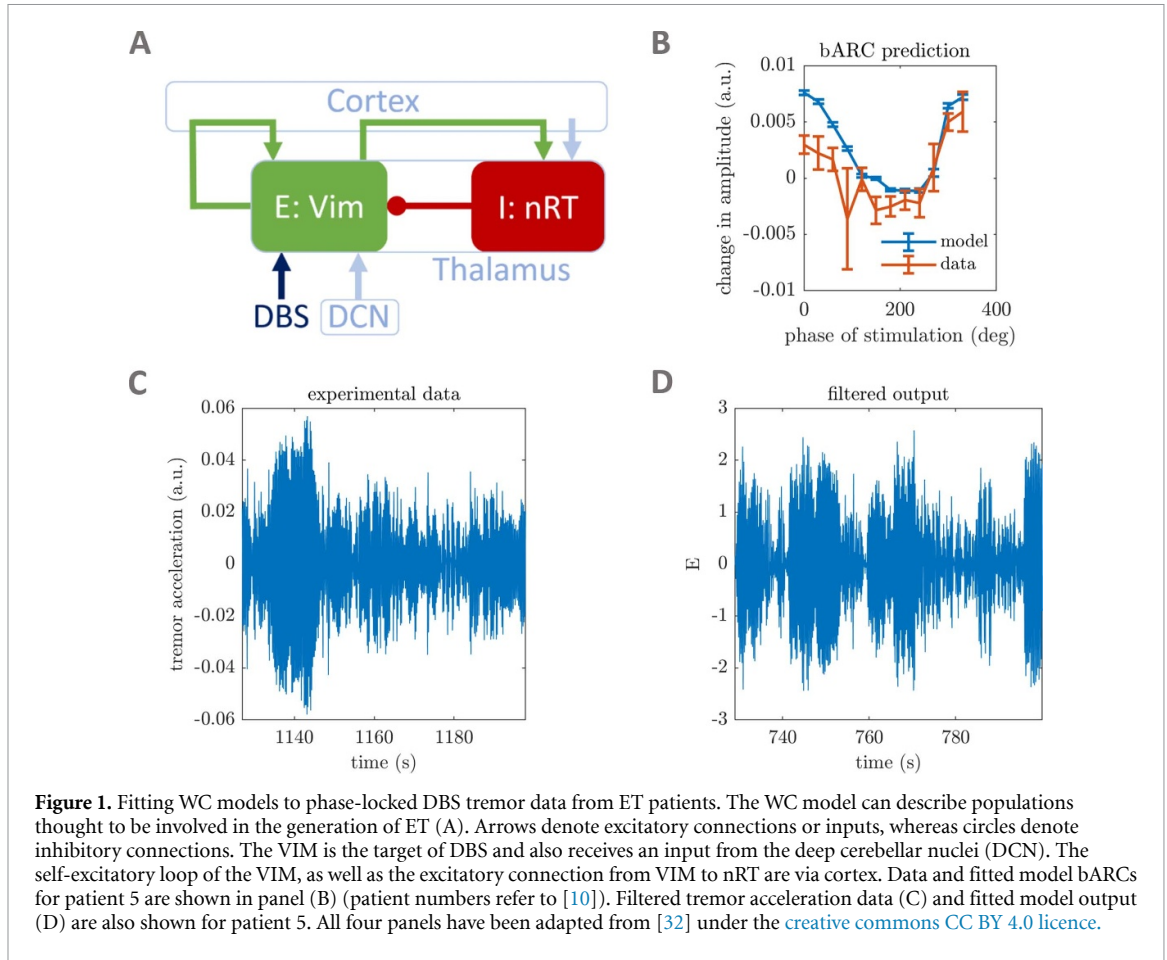 A
Cortex
E: Vim
I: nRT
Thalamus
DBS
DCN
B
bARC prediction
0.01
0.005
0
-0.005
-0.01
change in amplitude (a.u.)
model
data
0
200
400
phase of stimulation (deg)
C
experimental data
0.06
0.04
0.02
0
-0.02
-0.04
-0.06
tremor acceleration (a.u.)
1140
1160
1180
time (s)
D
filtered output
3
2
1
0
-1
-2
-3
E
740
760
780
time (s)
Figure 1. Fitting WC models to phase-locked DBS tremor data from ET patients. The WC model can describe populations
thought to be involved in the generation of ET (A). Arrows denote excitatory connections or inputs, whereas circles denote
inhibitory connections. The VIM is the target of DBS and also receives an input from the deep cerebellar nuclei (DCN). The
self-excitatory loop of the VIM, as well as the excitatory connection from VIM to nRT are via cortex. Data and fitted model bARCs
for patient 5 are shown in panel (B) (patient numbers refer to [10]). Filtered tremor acceleration data (C) and fitted model output
(D) are also shown for patient 5. All four panels have been adapted from [32] under the creative commons CC BY 4.0 licence.